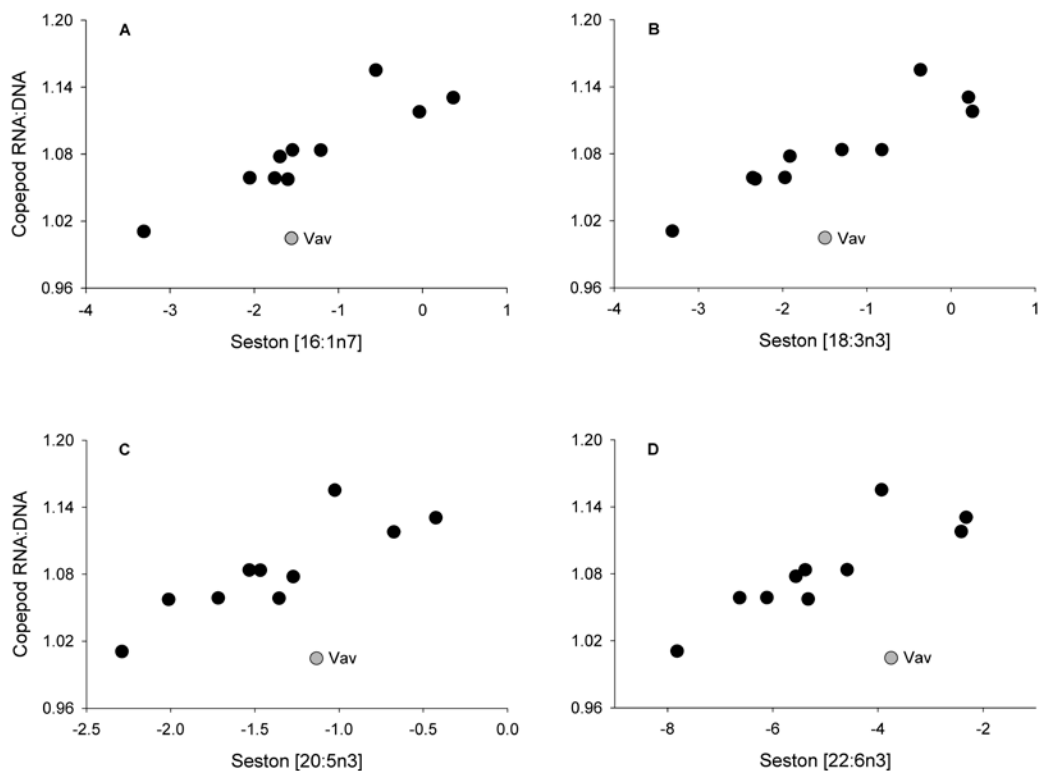 A
B
Copepod RNA:DNA
1.20
1.14
1.08
1.02
0.96
Vav
-4 -3 -2 -1 0 1
Seston [16:1n7]
1.20
1.14
1.08
1.02
0.96
Vav
-4 -3 -2 -1 0 1
Seston [18:3n3]
C
D
Copepod RNA:DNA
1.20
1.14
1.08
1.02
0.96
Vav
-2.5 -2.0 -1.5 -1.0 -0.5 0.0
Seston [20:5n3]
1.20
1.14
1.08
1.02
0.96
Vav
-8 -6 -4 -2
Seston [22:6n3]